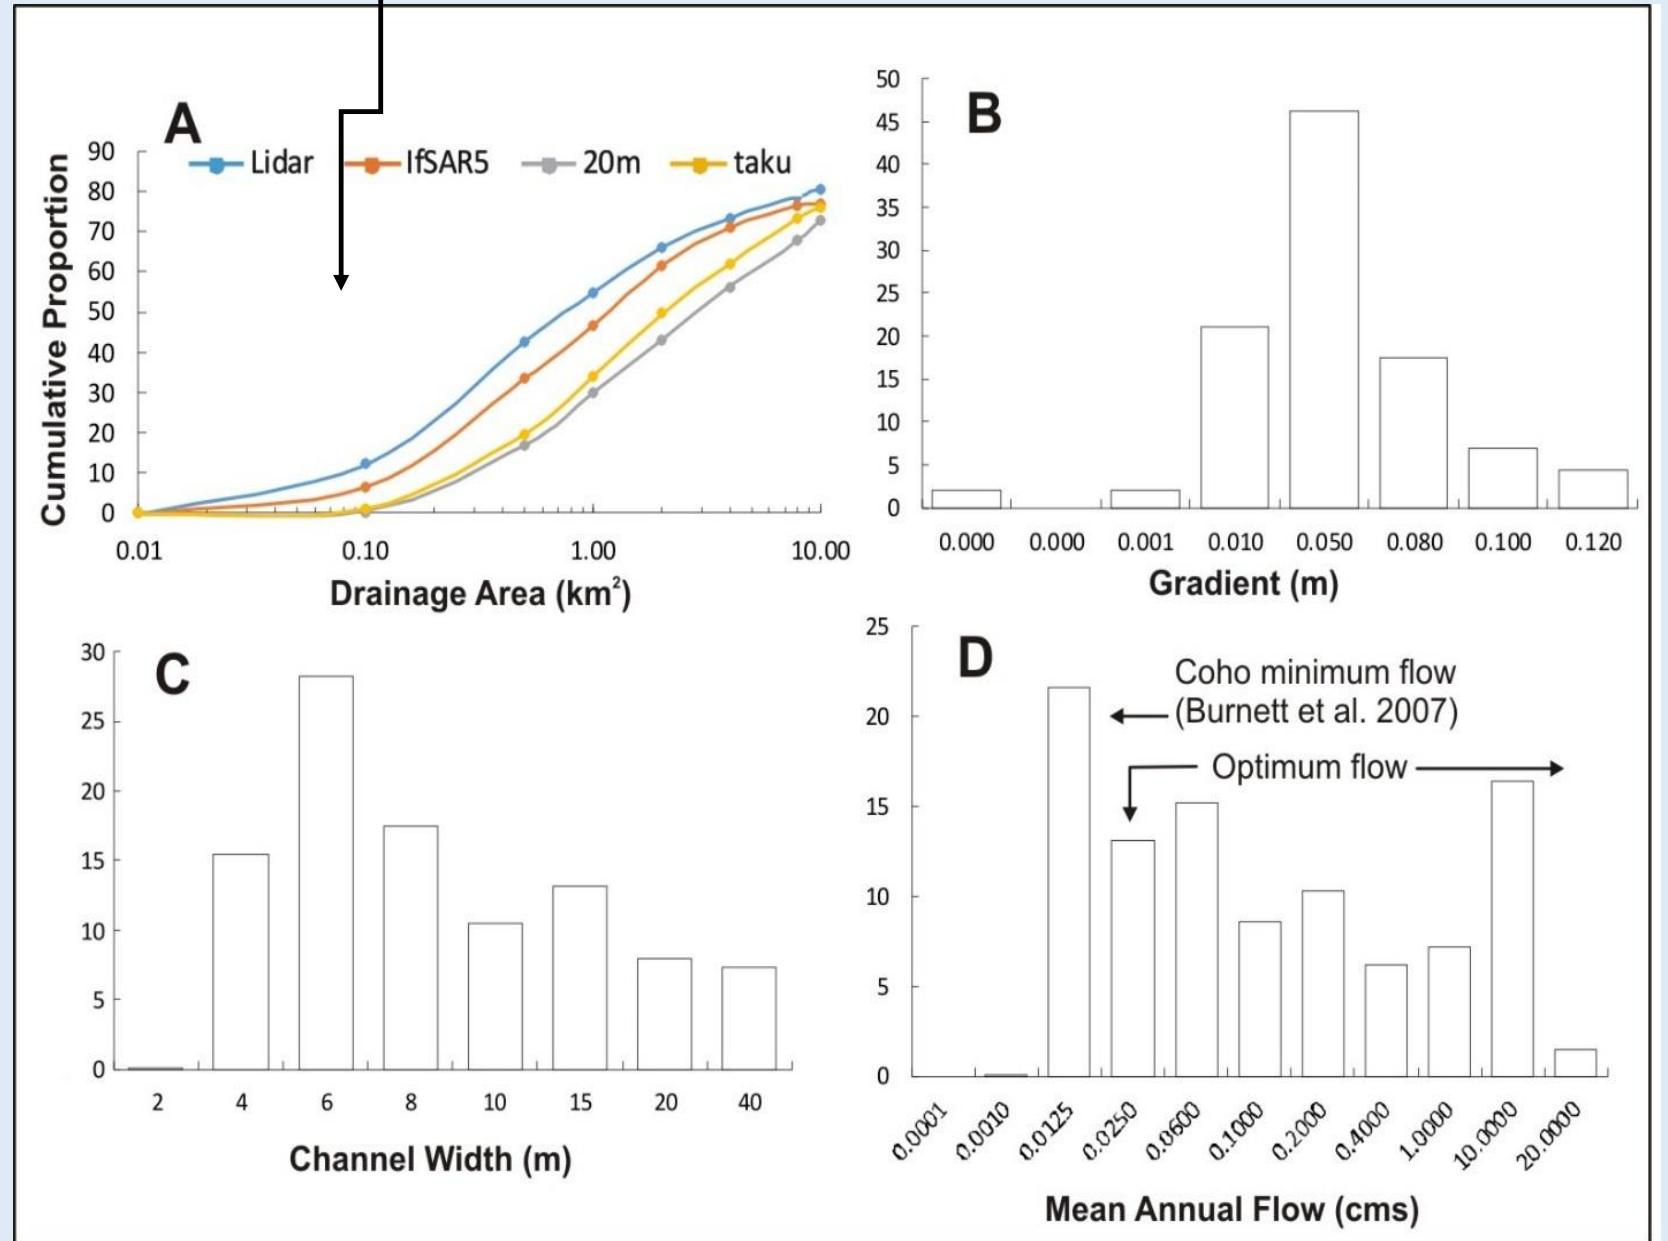 A
Lidar IfSAR5 20m taku
Cumulative Proportion
90
80
70
60
50
40
30
20
10
0
0.01 0.10 1.00 10.00
Drainage Area (km²)
B
50
45
40
35
30
25
20
15
10
5
0
0.000 0.000 0.001 0.010 0.050 0.080 0.100 0.120
Gradient (m)
C
30
25
20
15
10
5
0
2 4 6 8 10 15 20 40
Channel Width (m)
D
25
20
15
10
5
0
Coho minimum flow
(Burnett et al. 2007)
Optimum flow
0.0001 0.0010 0.0125 0.0250 0.0600 0.1000 0.2000 0.4000 1.0000 10.0000 20.0000
Mean Annual Flow (cms)